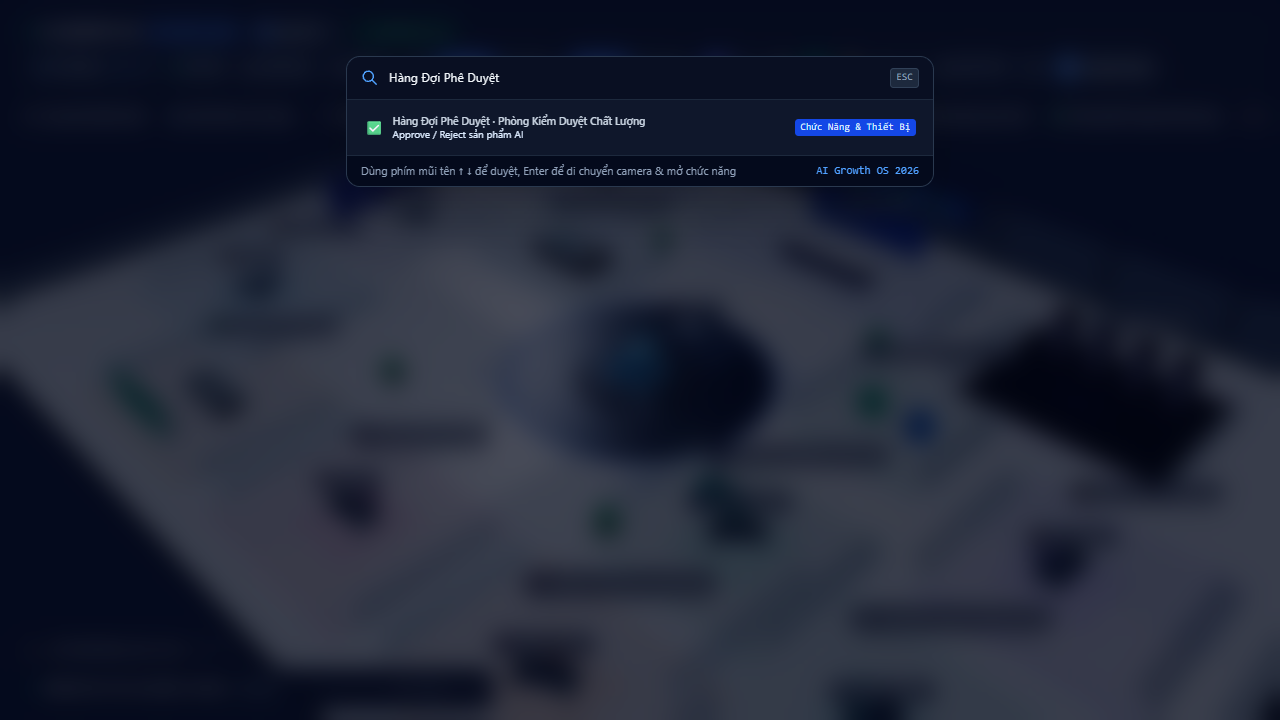 Hàng Đợi Phê Duyệt
ESC
Hàng Đợi Phê Duyệt · Phòng Kiểm Duyệt Chất Lượng
Approve / Reject sản phẩm AI
Chức Năng & Thiết Bị
Dùng phím mũi tên ↑ ↓ để duyệt, Enter để di chuyển camera & mở chức năng
AI Growth OS 2026